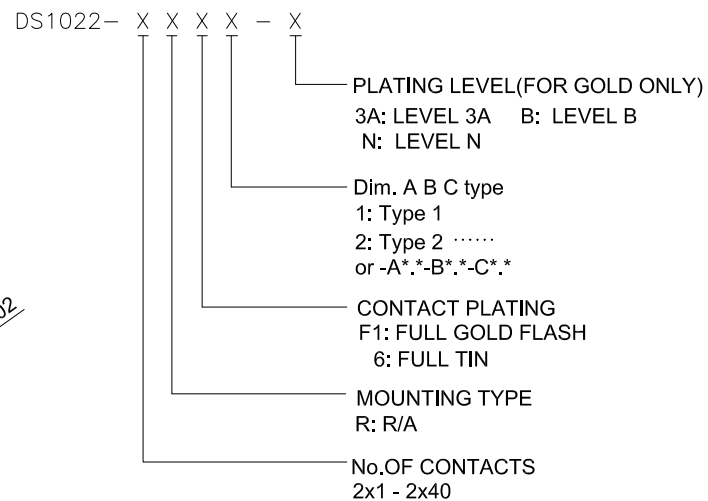 DS1022- X X X X - X
PLATING LEVEL(FOR GOLD ONLY)
3A: LEVEL 3A B: LEVEL B
N: LEVEL N
Dim. A B C type
1: Type 1
2: Type 2 ······
or -A*.*-B*.*-C*.*
02
CONTACT PLATING
F1: FULL GOLD FLASH
6: FULL TIN
MOUNTING TYPE
R: R/A
No.OF CONTACTS
2x1 - 2x40